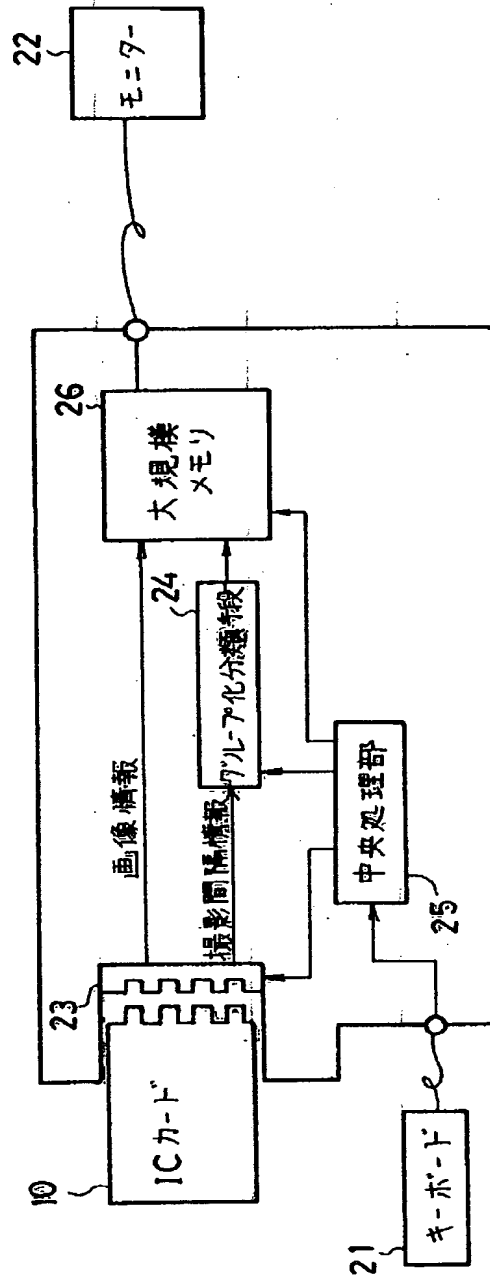 10
ICカード
23
画像情報
撮影間隔情報
24
グループ化分類手段
26
大規模
メモリ
22
モニター
中央処理部
25
21
キーボード